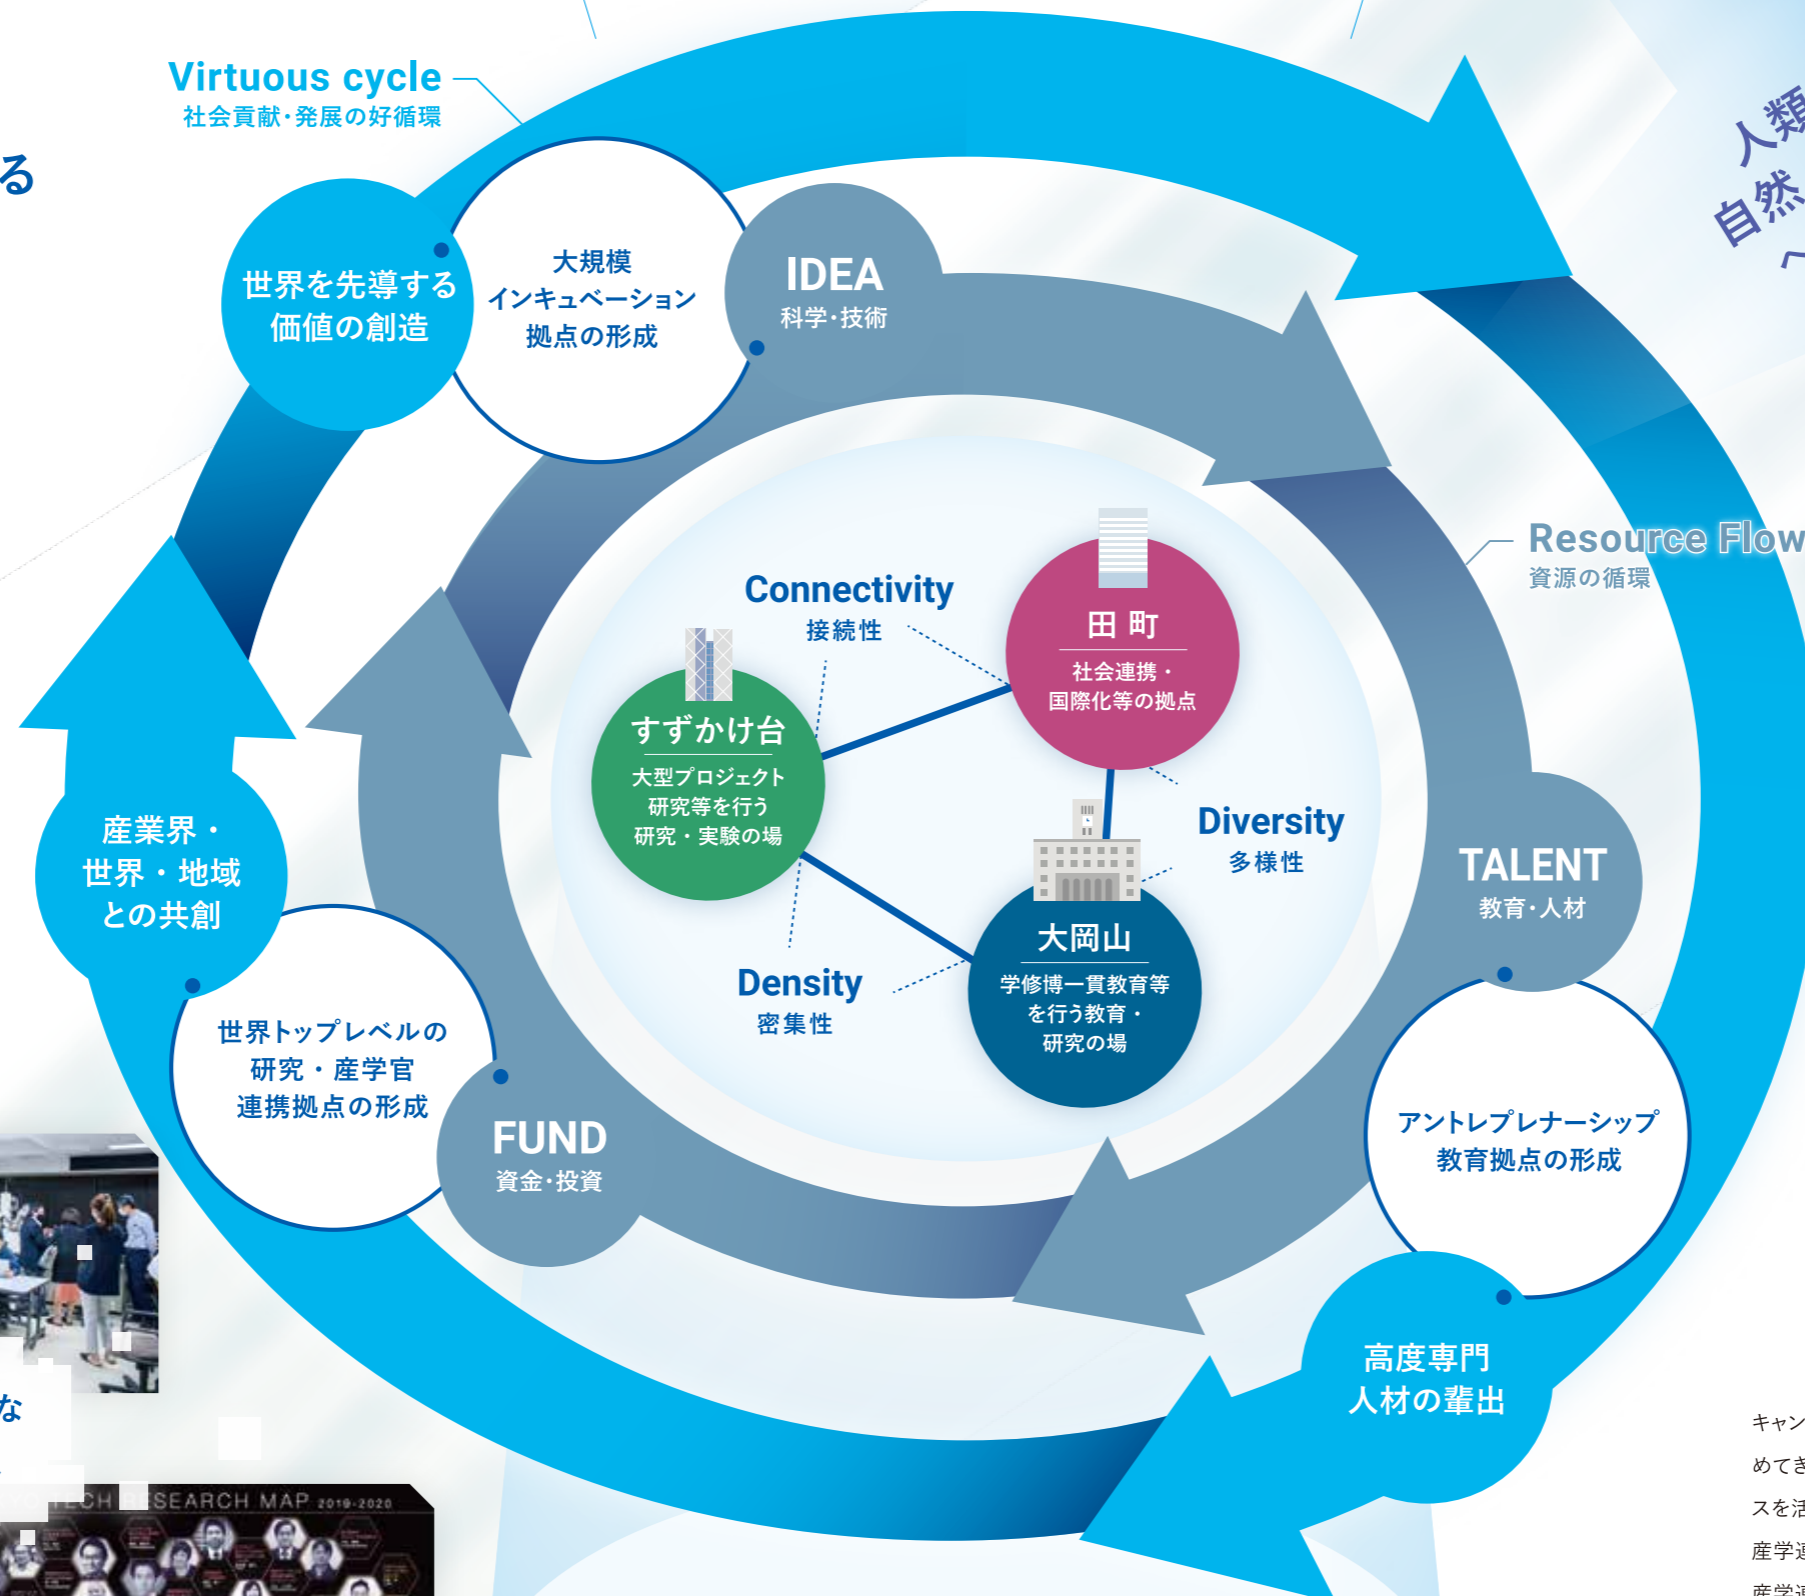 Virtuous cycle
社会貢献・発展の好循環
る
人類
自然
へ
世界を先導する
価値の創造
大規模
インキュベーション
拠点の形成
IDEA
科学・技術
Resource Flow
資源の循環
Connectivity
接続性
田町
社会連携・
国際化等の拠点
すずかけ台
大型プロジェクト
研究等を行う
研究・実験の場
Diversity
多様性
産業界・
世界・地域
との共創
TALENT
教育・人材
大岡山
学修博一貫教育等
を行う教育・
研究の場
Density
密集性
世界トップレベルの
研究・産学官
連携拠点の形成
FUND
資金・投資
アントレプレナーシップ
教育拠点の形成
高度専門
人材の輩出
な
キャン
めてき
スを活
産学連
産学連
TECH RESEARCH MAP 2019-2020